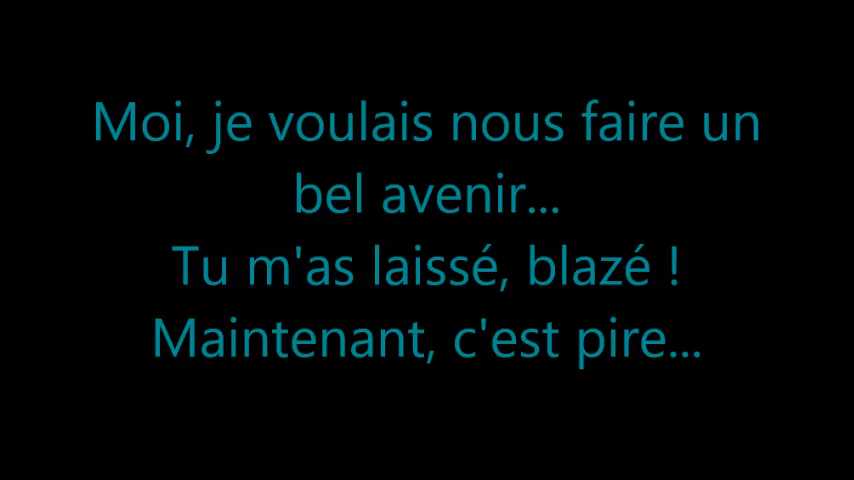 Moi, je voulais nous faire un
bel avenir...
Tu m'as laissé, blazé !
Maintenant, c'est pire...